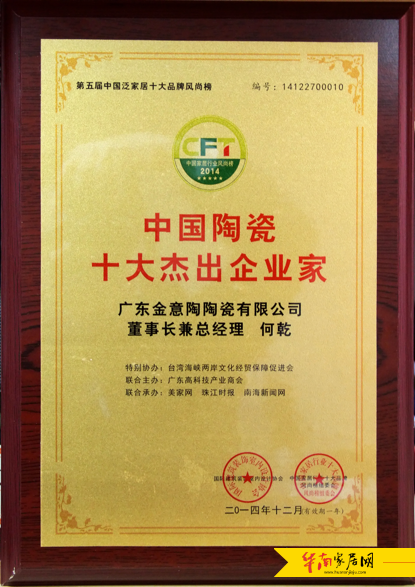 第五届中国泛家居十大品牌风尚榜 编号：14122700010
CFT
中国家居行业风尚榜
2014
中国陶瓷
十大杰出企业家
广东金意陶陶瓷有限公司
董事长兼总经理 何乾
特别协办：台湾海峡两岸文化经贸保障促进会
联合主办：广东高科技产业商会
联合承办：美家网 珠江时报 南海新闻网
二〇一四年十二月(有效期一年)
华南家居网
www.hnjiaju.com